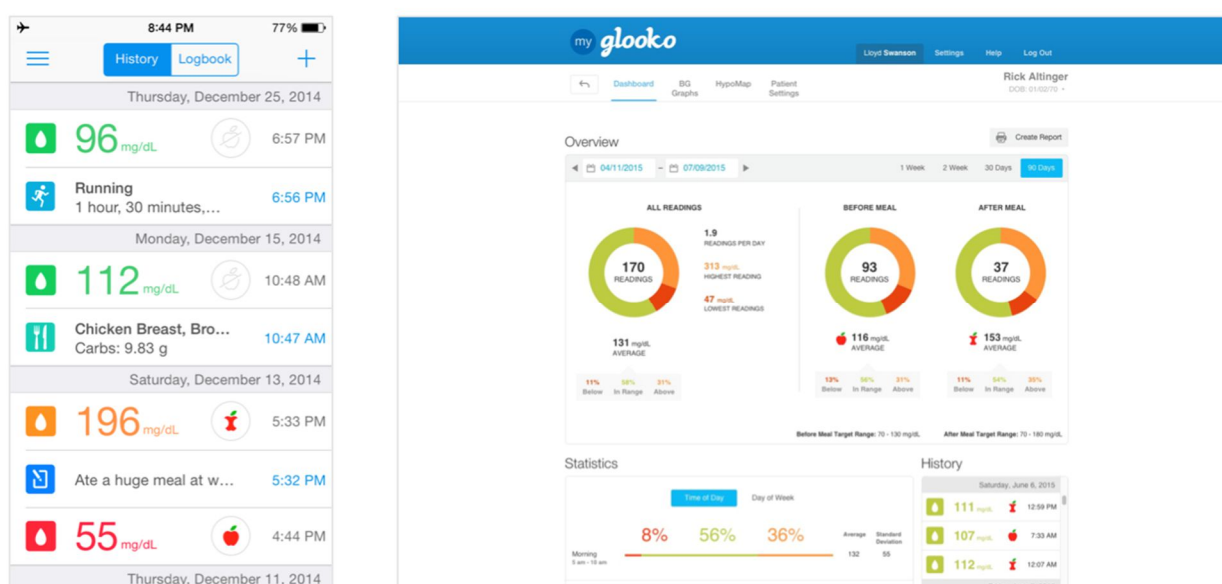 8:44 PM
77%
History
Logbook
Thursday, December 25, 2014
96 mg/dL
6:57 PM
Running
1 hour, 30 minutes,...
6:56 PM
Monday, December 15, 2014
112 mg/dL
10:48 AM
Chicken Breast, Bro...
Carbs: 9.83 g
10:47 AM
Saturday, December 13, 2014
196 mg/dL
5:33 PM
Ate a huge meal at w...
5:32 PM
55 mg/dL
4:44 PM
Thursday, December 11, 2014
my glooko
Lloyd Swanson
Settings
Help
Log Out
Dashboard
BG
Graphs
HypoMap
Patient
Settings
Rick Altinger
DOB: 01/02/70
Overview
Create Report
04/11/2015 - 07/09/2015
1 Week
2 Week
30 Days
90 Days
ALL READINGS
170
READINGS
1.9
READINGS PER DAY
313 mg/dL
HIGHEST READING
47 mg/dL
LOWEST READINGS
131 mg/dL
AVERAGE
11% 58% 31%
Below In Range Above
BEFORE MEAL
93
READINGS
116 mg/dL
AVERAGE
13% 56% 31%
Below In Range Above
AFTER MEAL
37
READINGS
153 mg/dL
AVERAGE
11% 54% 35%
Below In Range Above
Before Meal Target Range: 70 - 130 mg/dL
After Meal Target Range: 70 - 180 mg/dL
Statistics
Time of Day
Day of Week
8% 56% 36%
Average
Standard
Deviation
Morning
5 am - 10 am
132
55
History
Saturday, June 6, 2015
111 mg/dL
12:59 PM
107 mg/dL
7:33 AM
112 mg/dL
12:07 AM